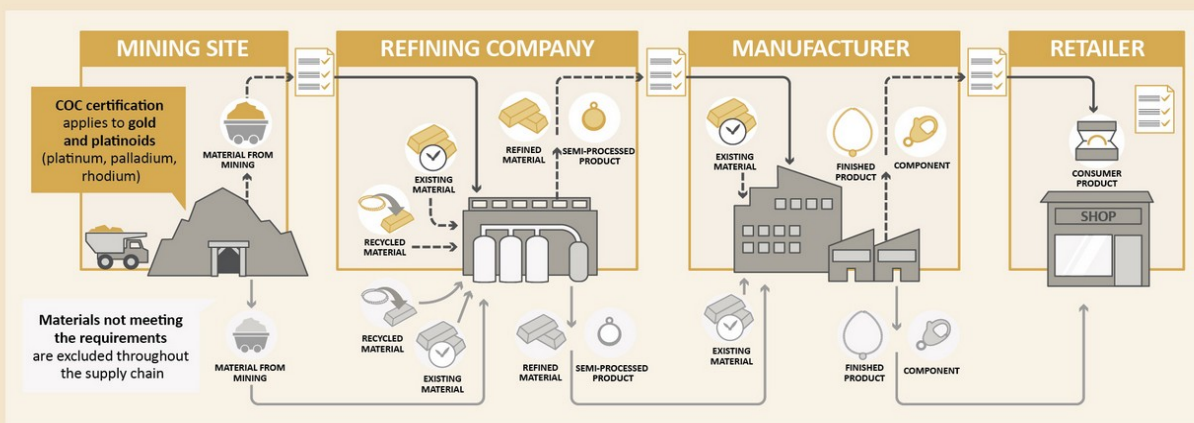 MINING SITE
REFINING COMPANY
MANUFACTURER
RETAILER
COC certification
applies to gold
and platinoids
(platinum, palladium,
rhodium)
MATERIAL FROM
MINING
EXISTING
MATERIAL
RECYCLED
MATERIAL
REFINED
MATERIAL
SEMI-PROCESSED
PRODUCT
EXISTING
MATERIAL
FINISHED
PRODUCT
COMPONENT
CONSUMER
PRODUCT
SHOP
Materials not meeting
the requirements
are excluded throughout
the supply chain
MATERIAL FROM
MINING
RECYCLED
MATERIAL
EXISTING
MATERIAL
REFINED
MATERIAL
SEMI-PROCESSED
PRODUCT
EXISTING
MATERIAL
FINISHED
PRODUCT
COMPONENT